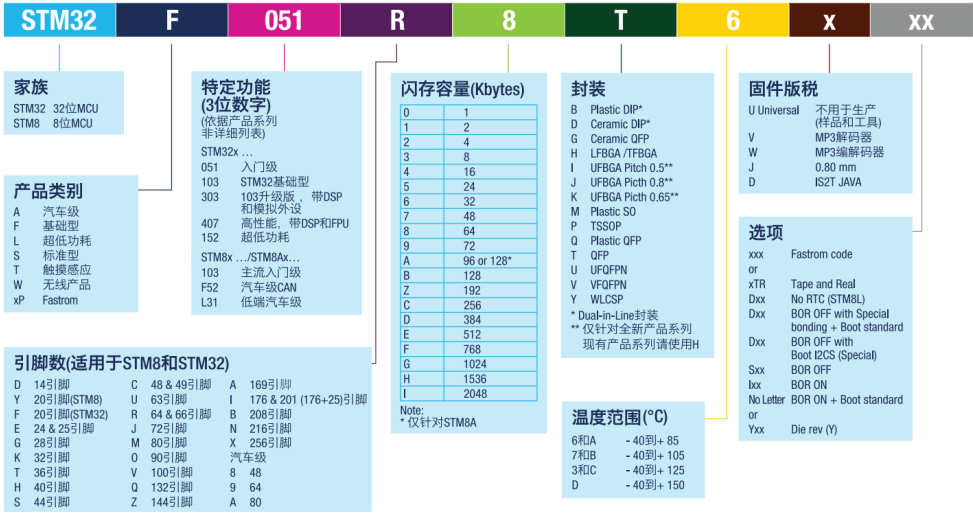 STM32 F 051 R 8 T 6 x xx
家族
STM32 32位MCU
STM8 8位MCU
产品类别
A 汽车级
F 基础型
L 超低功耗
S 标准型
T 触摸感应
W 无线产品
xP Fastrom
特定功能
(3位数字)
(依据产品系列
非详细列表)
STM32x ...
051 入门级
103 STM32基础型
303 103升级版，带DSP
和模拟外设
407 高性能，带DSP和FPU
152 超低功耗
STM8x .../STM8Ax...
103 主流入门级
F52 汽车级CAN
L31 低端汽车级
引脚数(适用于STM8和STM32)
D 14引脚 C 48 & 49引脚 A 169引脚
Y 20引脚(STM8) U 63引脚 I 176 & 201 (176+25)引脚
F 20引脚(STM32) R 64 & 66引脚 B 208引脚
E 24 & 25引脚 J 72引脚 N 216引脚
G 28引脚 M 80引脚 X 256引脚
K 32引脚 O 90引脚 汽车级
T 36引脚 V 100引脚 8 48
H 40引脚 Q 132引脚 9 64
S 44引脚 Z 144引脚 A 80
闪存容量(Kbytes)
0 1
1 2
2 4
3 8
4 16
5 24
6 32
7 48
8 64
9 72
A 96 or 128*
B 128
Z 192
C 256
D 384
E 512
F 768
G 1024
H 1536
I 2048
Note:
* 仅针对STM8A
封装
B Plastic DIP*
D Ceramic DIP*
G Ceramic QFP
H LFBGA /TFBGA
I UFBGA Pitch 0.5**
J UFBGA Picth 0.8**
K UFBGA Picth 0.65**
M Plastic SO
P TSSOP
Q Plastic QFP
T QFP
U UFQFPN
V VFQFPN
Y WLCSP
* Dual-in-Line封装
** 仅针对全新产品系列
现有产品系列请使用H
温度范围(°C)
6和A - 40到+ 85
7和B - 40到+ 105
3和C - 40到+ 125
D - 40到+ 150
固件版税
U Universal 不用于生产
(样品和工具)
V MP3解码器
W MP3编解码器
J 0.80 mm
D IS2T JAVA
选项
xxx Fastrom code
or
xTR Tape and Real
Dxx No RTC (STM8L)
Dxx BOR OFF with Special
bonding + Boot standard
Dxx BOR OFF with
Boot I2CS (Special)
Sxx BOR OFF
Ixx BOR ON
No Letter BOR ON + Boot standard
or
Yxx Die rev (Y)